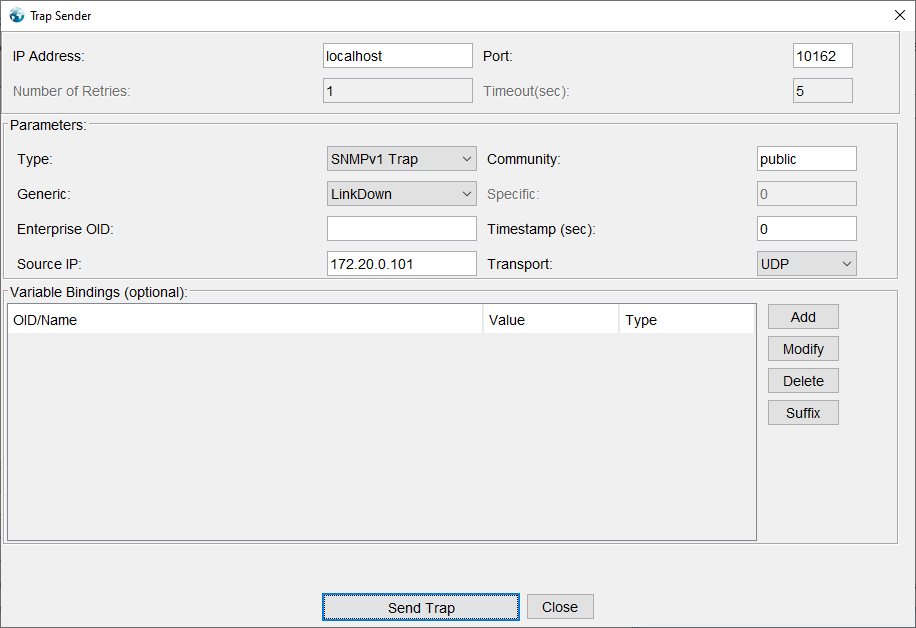 Trap Sender
IP Address: localhost Port: 10162
Number of Retries: 1 Timeout(sec): 5
Parameters:
Type: SNMPv1 Trap Community: public
Generic: LinkDown Specific: 0
Enterprise OID: Timestamp (sec): 0
Source IP: 172.20.0.101 Transport: UDP
Variable Bindings (optional):
OID/Name Value Type
Add
Modify
Delete
Suffix
Send Trap Close